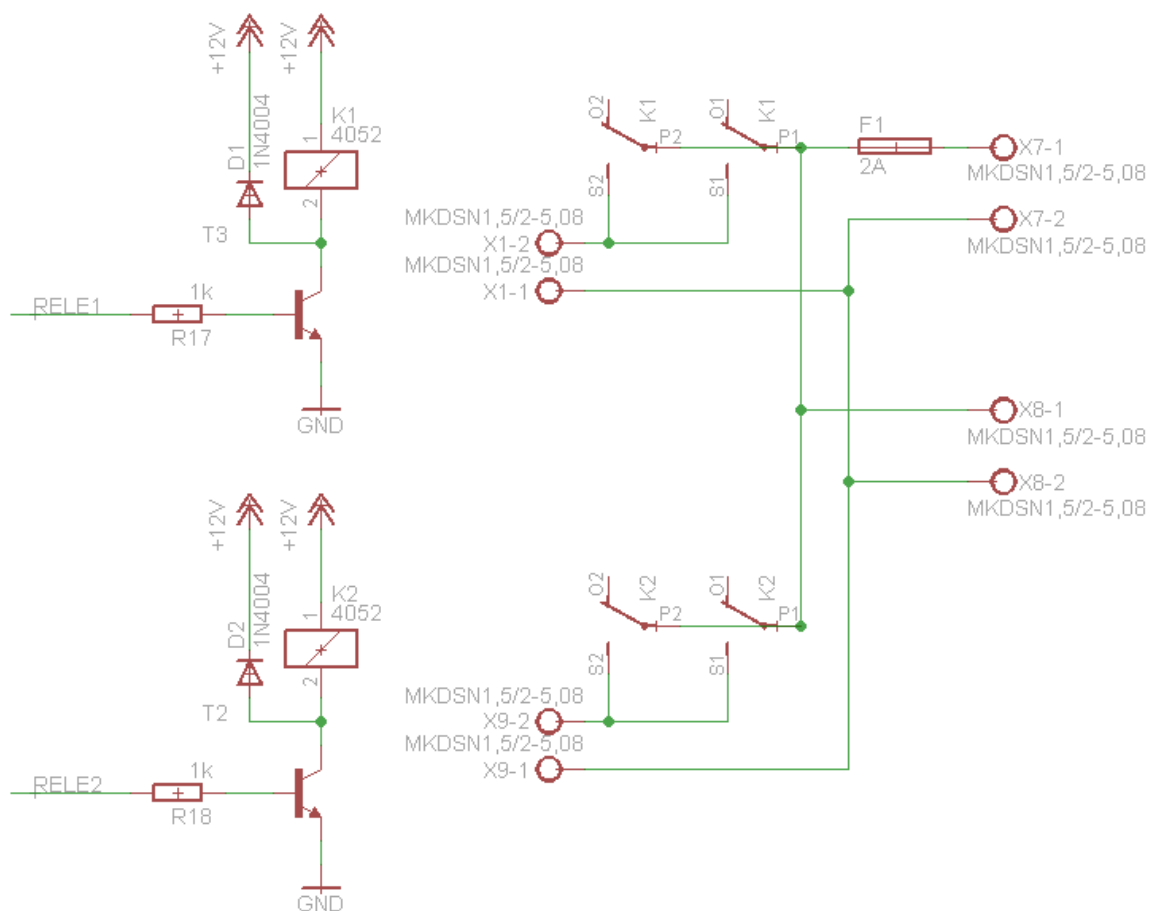 +12V
+12V
K1
4052
D1
1N4004
1
2
T3
RELE1
1k
R17
GND
O2
K1
O1
K1
P2
P1
S2
S1
F1
2A
X7-1
MKDSN1,5/2-5,08
X7-2
MKDSN1,5/2-5,08
MKDSN1,5/2-5,08
X1-2
MKDSN1,5/2-5,08
X1-1
X8-1
MKDSN1,5/2-5,08
X8-2
MKDSN1,5/2-5,08
+12V
+12V
K2
4052
D2
1N4004
1
2
T2
RELE2
1k
R18
GND
O2
K2
O1
K2
P2
P1
S2
S1
MKDSN1,5/2-5,08
X9-2
MKDSN1,5/2-5,08
X9-1